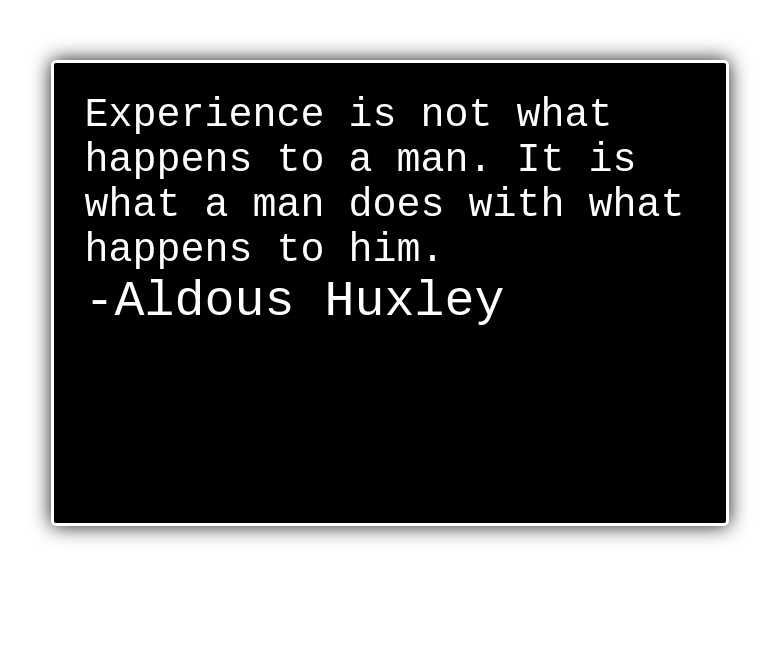 Experience is not what
happens to a man. It is
what a man does with what
happens to him.
-Aldous Huxley